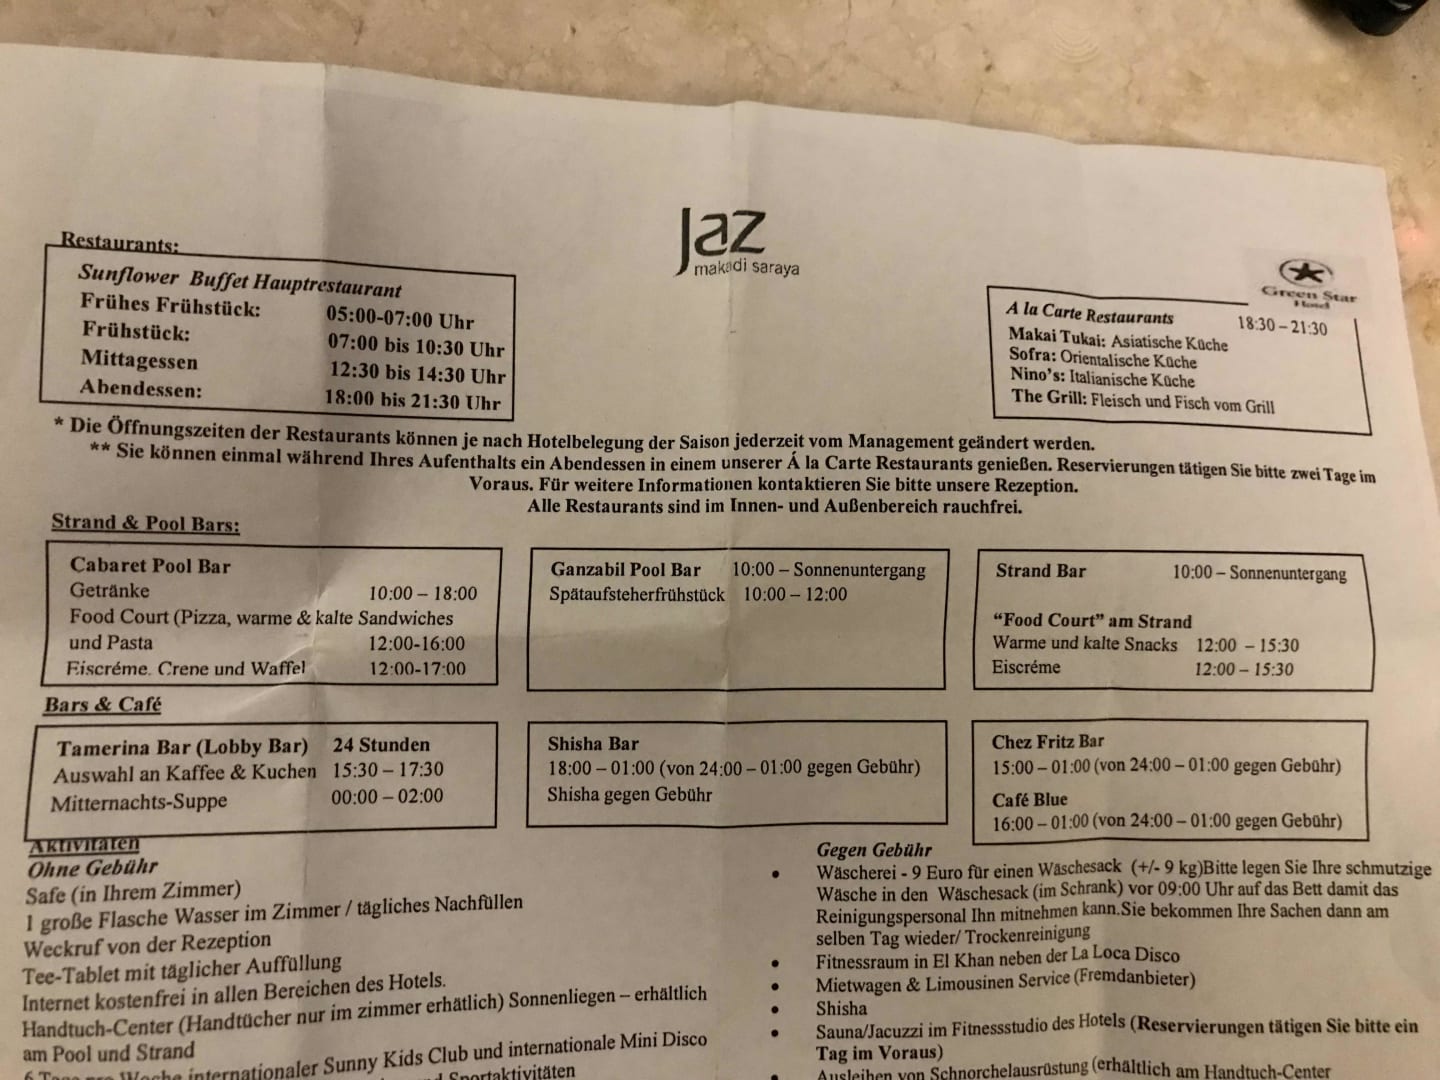 Jaz
makadi saraya
Green Star
Hotel
Restaurants:
Sunflower Buffet Hauptrestaurant
Frühes Frühstück: 05:00-07:00 Uhr
Frühstück: 07:00 bis 10:30 Uhr
Mittagessen 12:30 bis 14:30 Uhr
Abendessen: 18:00 bis 21:30 Uhr
A la Carte Restaurants 18:30 – 21:30
Makai Tukai: Asiatische Küche
Sofra: Orientalische Küche
Nino's: Italianische Küche
The Grill: Fleisch und Fisch vom Grill
* Die Öffnungszeiten der Restaurants können je nach Hotelbelegung der Saison jederzeit vom Management geändert werden.
** Sie können einmal während Ihres Aufenthalts ein Abendessen in einem unserer Á la Carte Restaurants genießen. Reservierungen tätigen Sie bitte zwei Tage im
Voraus. Für weitere Informationen kontaktieren Sie bitte unsere Rezeption.
Alle Restaurants sind im Innen- und Außenbereich rauchfrei.
Strand & Pool Bars:
Cabaret Pool Bar
Getränke 10:00 – 18:00
Food Court (Pizza, warme & kalte Sandwiches
und Pasta 12:00-16:00
Eiscréme. Crene und Waffel 12:00-17:00
Ganzabil Pool Bar 10:00 – Sonnenuntergang
Spätaufsteherfrühstück 10:00 – 12:00
Strand Bar 10:00 – Sonnenuntergang
“Food Court” am Strand
Warme und kalte Snacks 12:00 – 15:30
Eiscréme 12:00 – 15:30
Bars & Café
Tamerina Bar (Lobby Bar) 24 Stunden
Auswahl an Kaffee & Kuchen 15:30 – 17:30
Mitternachts-Suppe 00:00 – 02:00
Shisha Bar
18:00 – 01:00 (von 24:00 – 01:00 gegen Gebühr)
Shisha gegen Gebühr
Chez Fritz Bar
15:00 – 01:00 (von 24:00 – 01:00 gegen Gebühr)
Café Blue
16:00 – 01:00 (von 24:00 – 01:00 gegen Gebühr)
Aktivitäten
Ohne Gebühr
Safe (in Ihrem Zimmer)
1 große Flasche Wasser im Zimmer / tägliches Nachfüllen
Weckruf von der Rezeption
Tee-Tablet mit täglicher Auffüllung
Internet kostenfrei in allen Bereichen des Hotels.
Handtuch-Center (Handtücher nur im zimmer erhätlich) Sonnenliegen – erhältlich
am Pool und Strand
6 Tage pro Woche internationaler Sunny Kids Club und internationale Mini Disco
Sportaktivitäten
Gegen Gebühr
• Wäscherei - 9 Euro für einen Wäschesack (+/- 9 kg)Bitte legen Sie Ihre schmutzige
Wäsche in den Wäschesack (im Schrank) vor 09:00 Uhr auf das Bett damit das
Reinigungspersonal Ihn mitnehmen kann.Sie bekommen Ihre Sachen dann am
selben Tag wieder/ Trockenreinigung
• Fitnessraum in El Khan neben der La Loca Disco
• Mietwagen & Limousinen Service (Fremdanbieter)
• Shisha
• Sauna/Jacuzzi im Fitnessstudio des Hotels (Reservierungen tätigen Sie bitte ein
Tag im Voraus)
• Ausleihen von Schnorchelausrüstung (erhältlich am Handtuch-Center